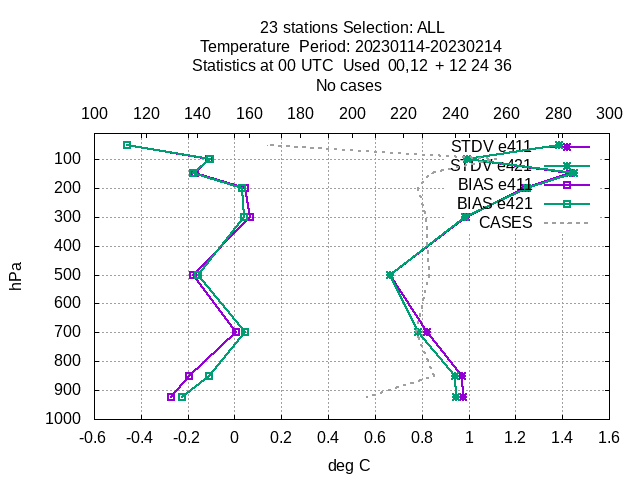 23 stations Selection: ALL
Temperature  Period: 20230114-20230214
Statistics at 00 UTC  Used  00,12  + 12 24 36
No cases
100 120 140 160 180 200 220 240 260 280 300
STDV e411
STDV e421
BIAS e411
BIAS e421
CASES
100
200
300
400
500
600
700
800
900
1000
hPa
-0.6 -0.4 -0.2 0 0.2 0.4 0.6 0.8 1 1.2 1.4 1.6
deg C